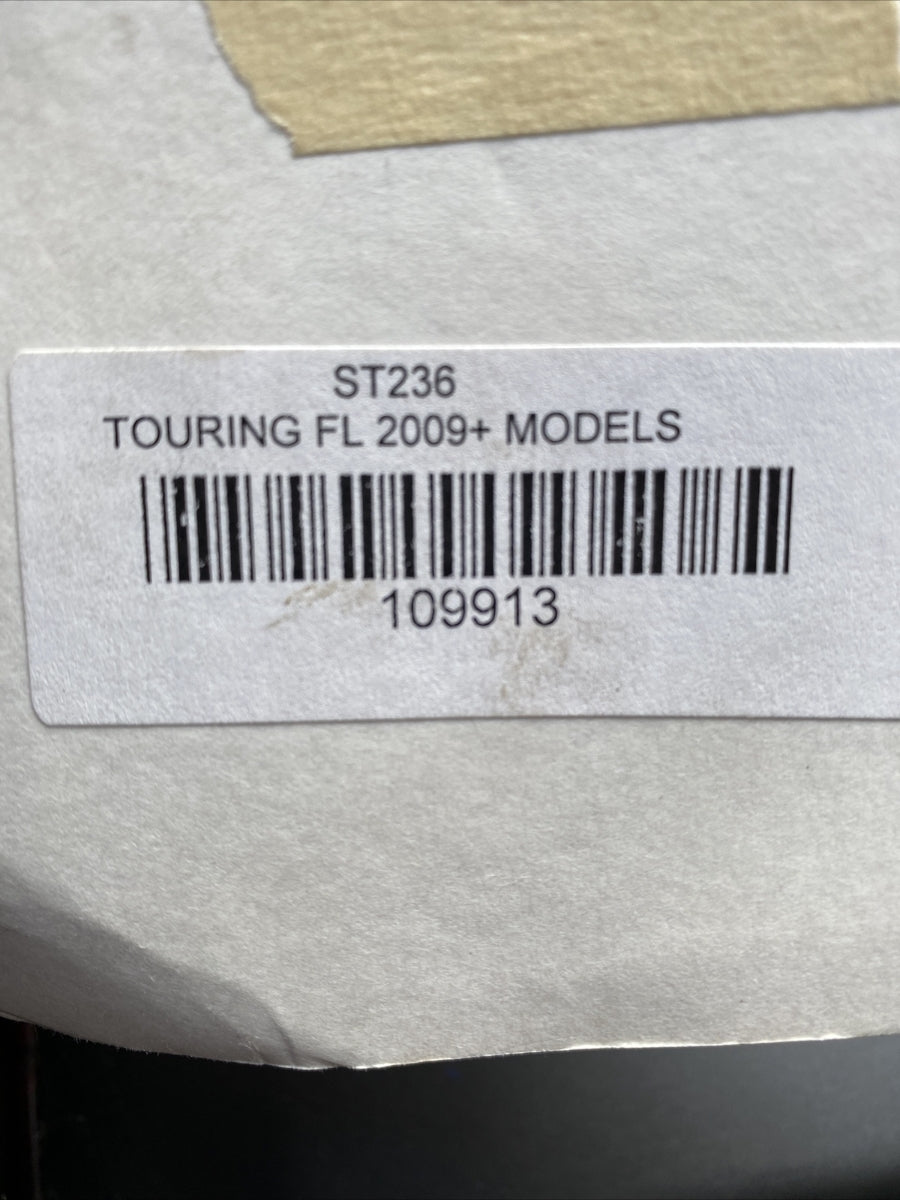 ST236
TOURING FL 2009+ MODELS
109913